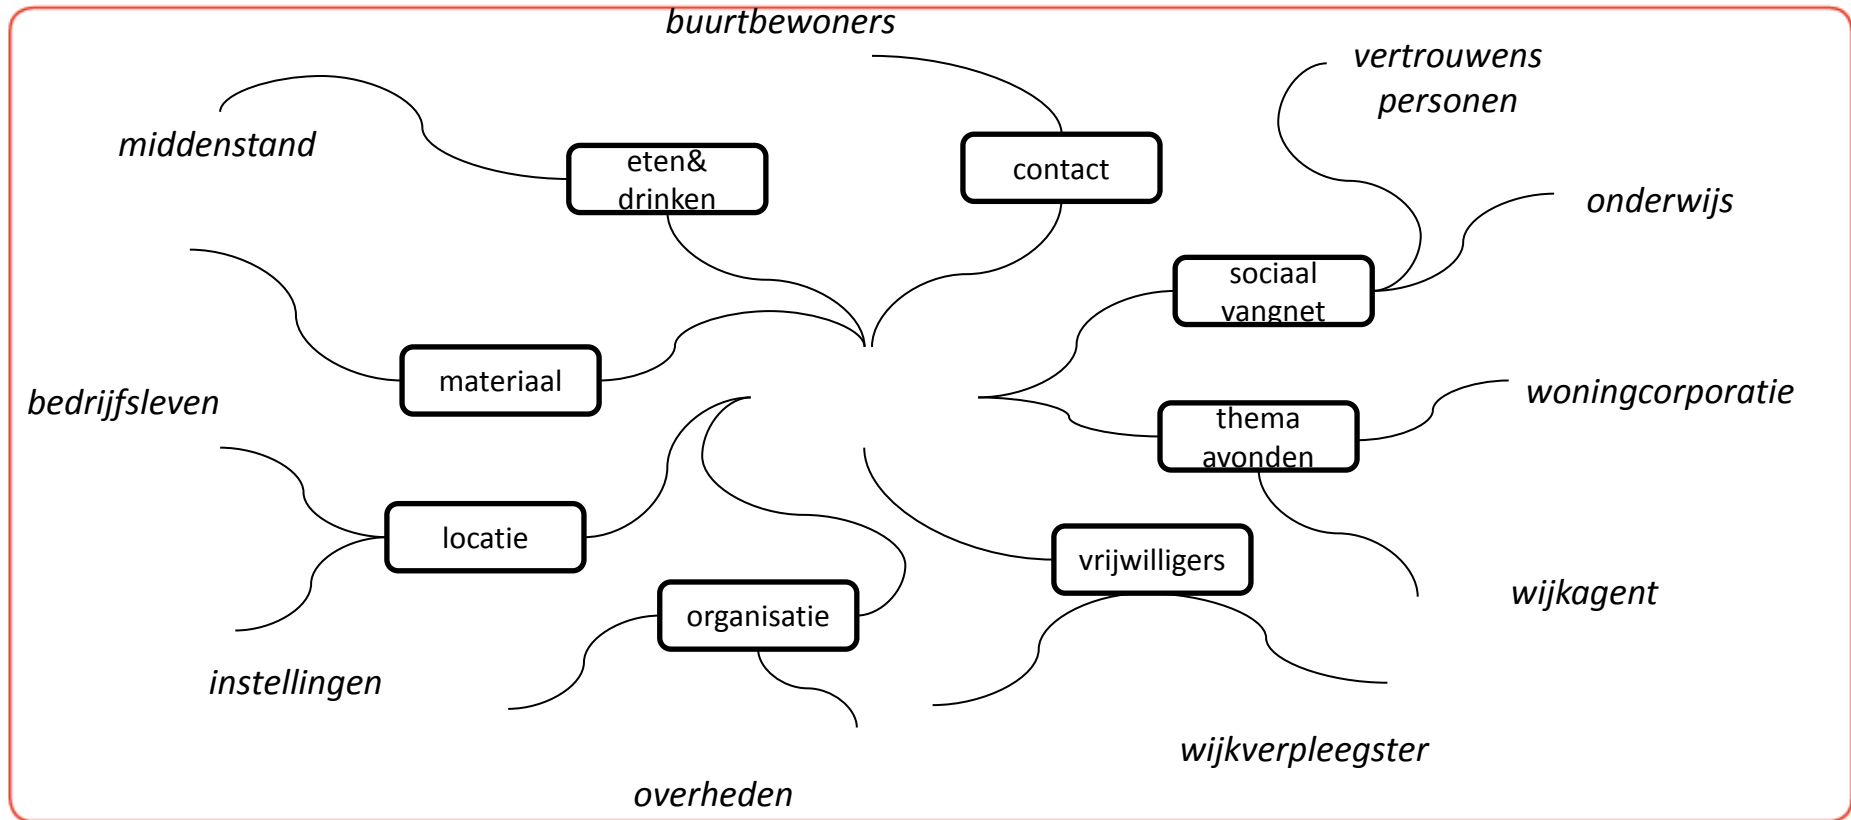 buurtbewoners
vertrouwens
personen
middenstand
eten&
drinken
contact
onderwijs
sociaal
vangnet
materiaal
bedrijfsleven
woningcorporatie
thema
avonden
locatie
vrijwilligers
wijkagent
organisatie
instellingen
wijkverpleegster
overheden